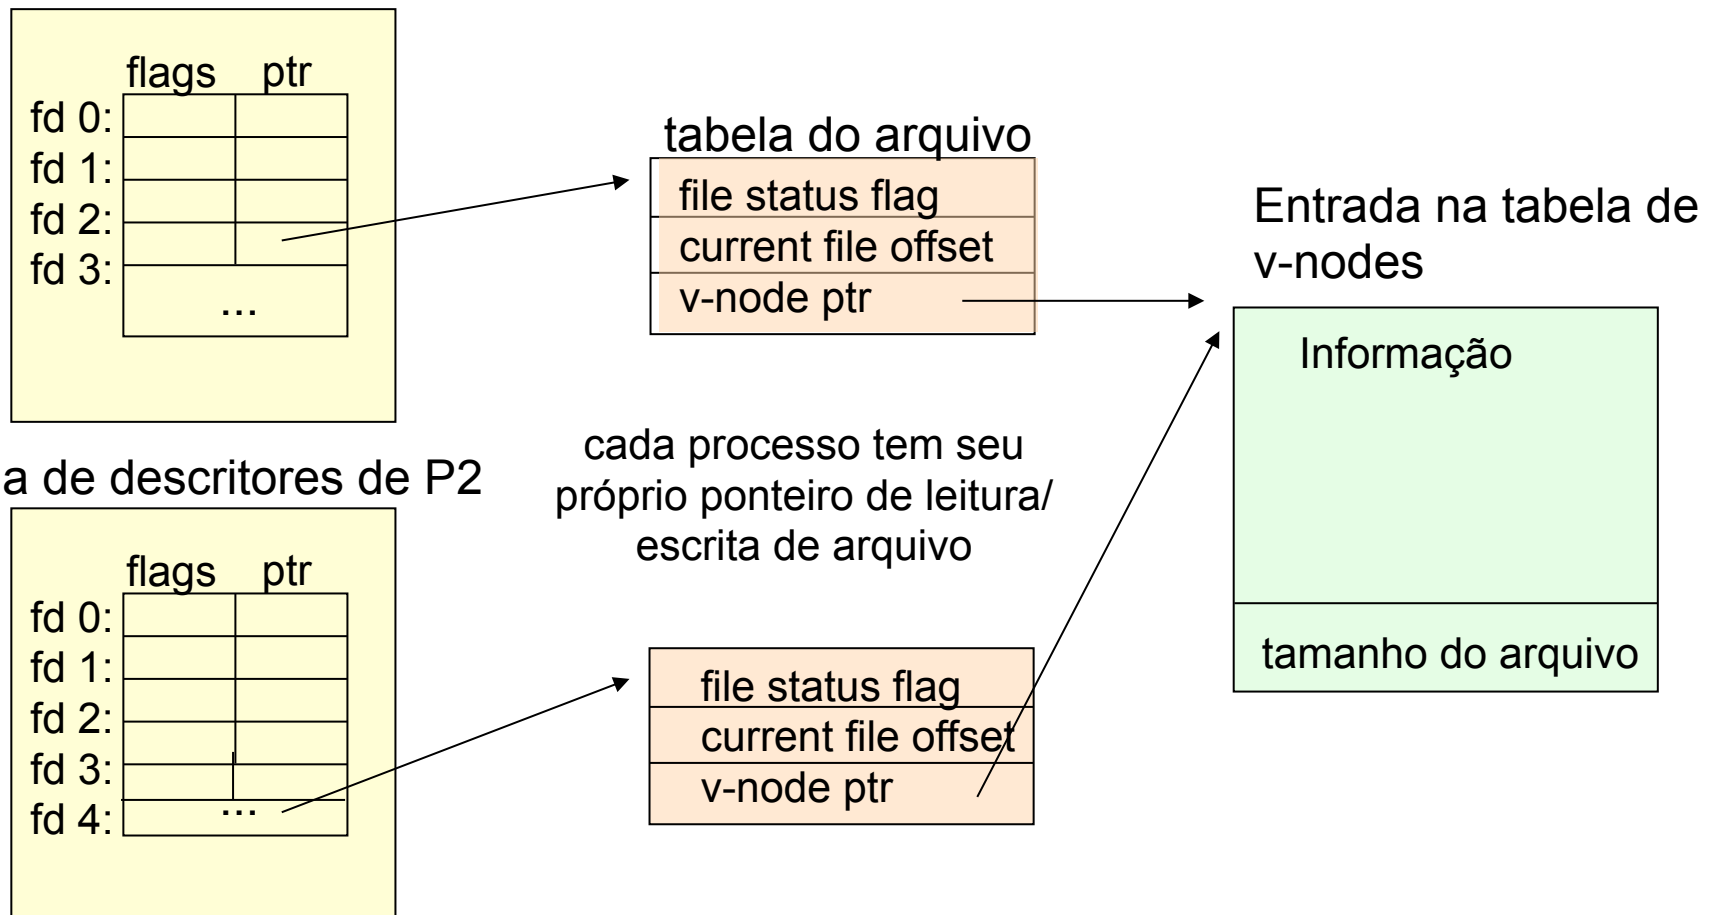 flags ptr
fd 0:
fd 1:
fd 2:
fd 3:
...
tabela do arquivo
file status flag
current file offset
v-node ptr
Entrada na tabela de
v-nodes
Informação
tamanho do arquivo
cada processo tem seu
próprio ponteiro de leitura/
escrita de arquivo
a de descritores de P2
flags ptr
fd 0:
fd 1:
fd 2:
fd 3:
fd 4:
...
file status flag
current file offset
v-node ptr